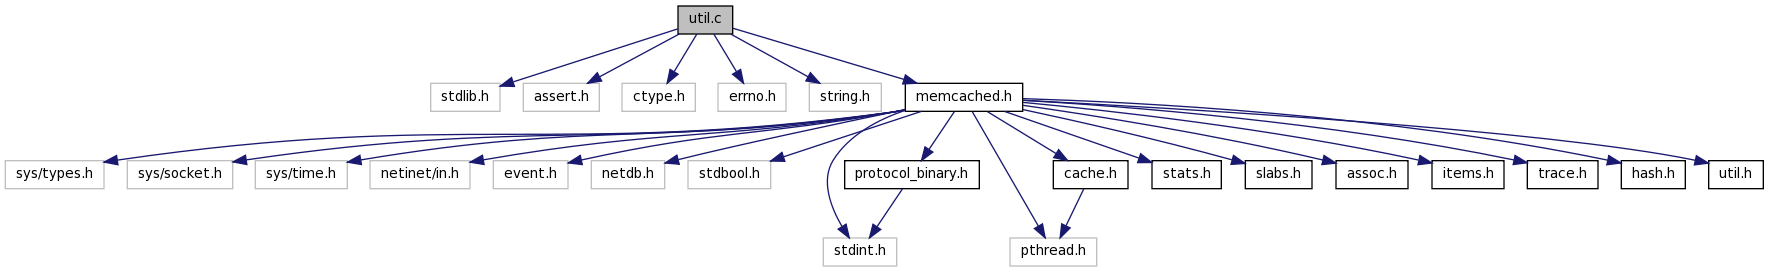 util.c
stdlib.h
assert.h
ctype.h
errno.h
string.h
memcached.h
sys/types.h
sys/socket.h
sys/time.h
netinet/in.h
event.h
netdb.h
stdbool.h
protocol_binary.h
cache.h
stats.h
slabs.h
assoc.h
items.h
trace.h
hash.h
util.h
stdint.h
pthread.h